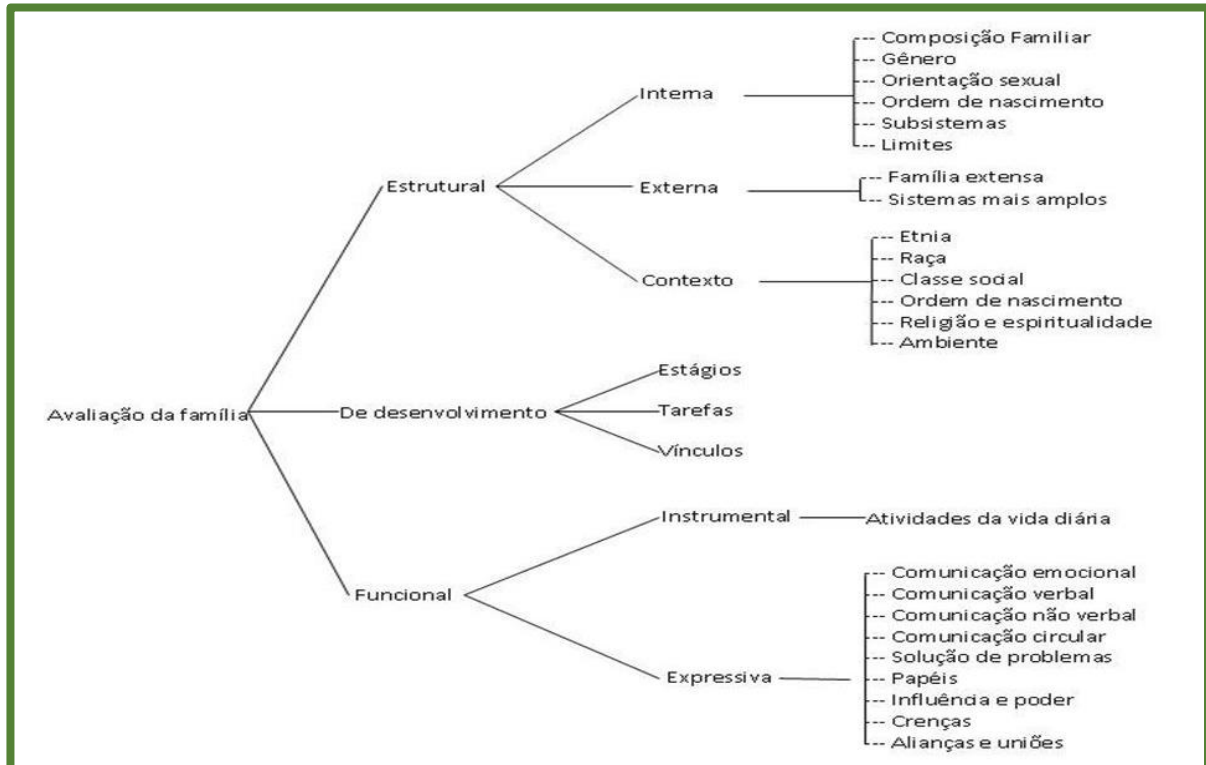 Composição Familiar
Gênero
Orientação sexual
Interna
Ordem de nascimento
Subsistemas
Limites
Estrutural
Externa
Família extensa
Sistemas mais amplos
Etnia
Raça
Contexto
Classe social
Ordem de nascimento
Religião e espiritualidade
Ambiente
Avaliação da família
De desenvolvimento
Estágios
Tarefas
Vínculos
Funcional
Instrumental
Atividades da vida diária
Expressiva
Comunicação emocional
Comunicação verbal
Comunicação não verbal
Comunicação circular
Solução de problemas
Papéis
Influência e poder
Crenças
Alianças e uniões